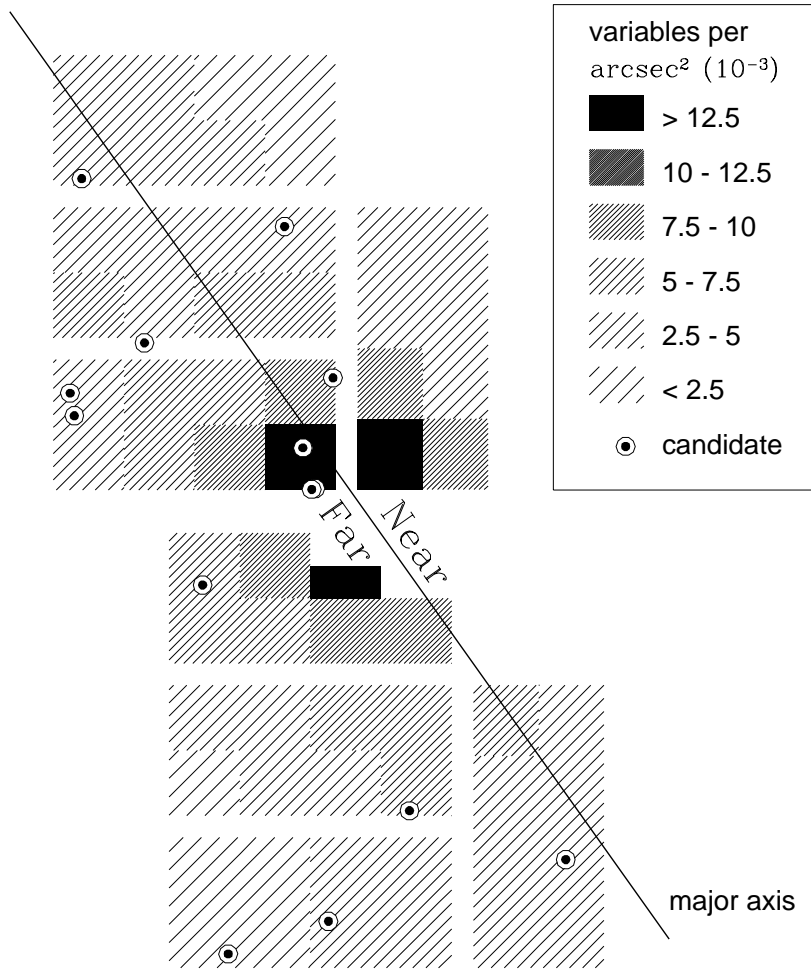 variables per
arcsec² (10⁻³)
> 12.5
10 - 12.5
7.5 - 10
5 - 7.5
2.5 - 5
< 2.5
candidate
Far
Near
major axis